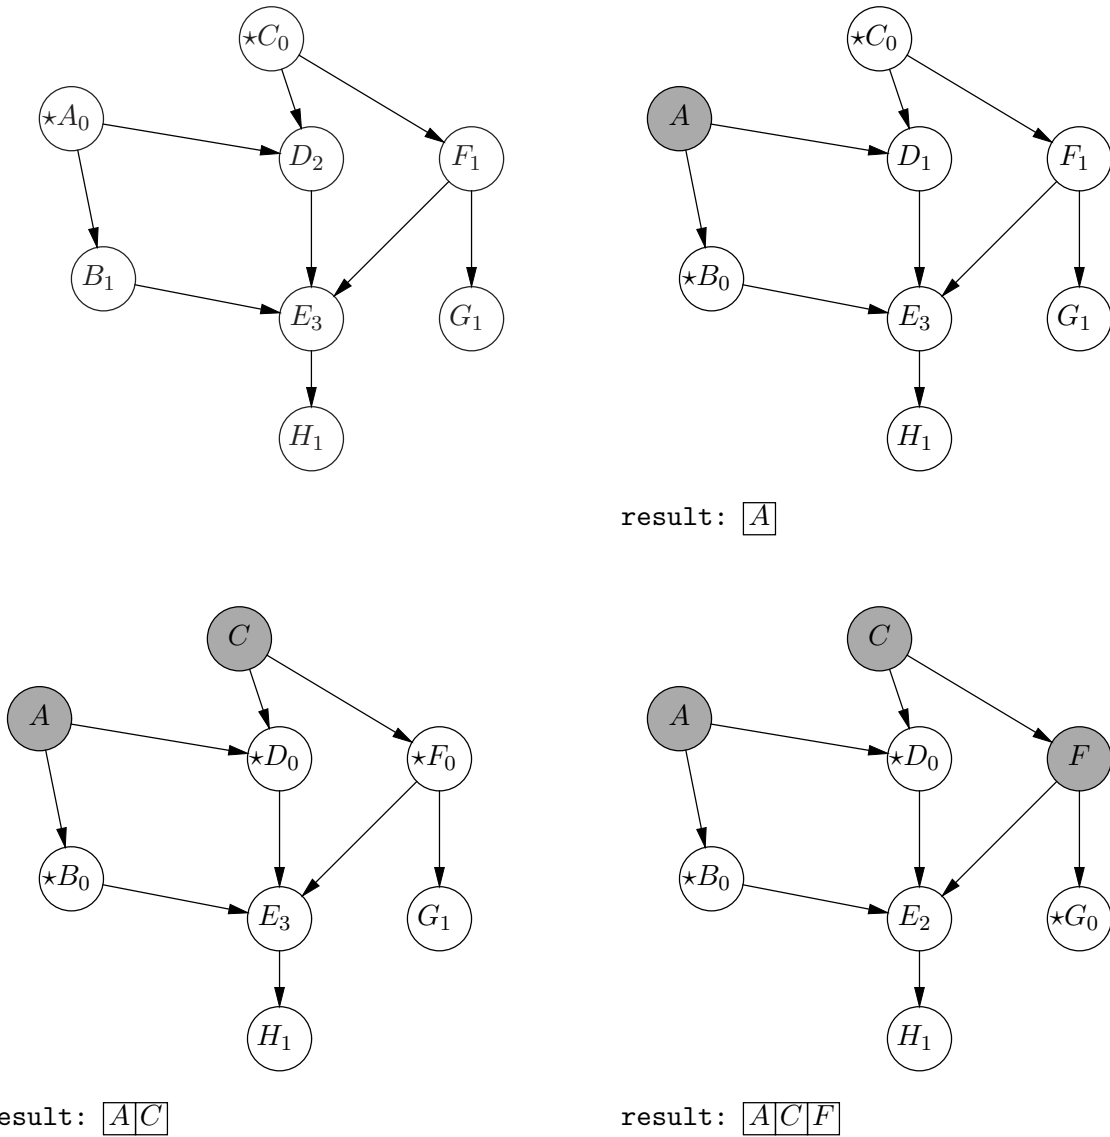 ⋆C₀
⋆A₀
D₂
F₁
B₁
E₃
G₁
H₁
⋆C₀
A
D₁
F₁
⋆B₀
E₃
G₁
H₁
result: A
C
A
⋆D₀
⋆F₀
⋆B₀
E₃
G₁
H₁
esult: A C
C
A
⋆D₀
F
⋆B₀
E₂
⋆G₀
H₁
result: A C F